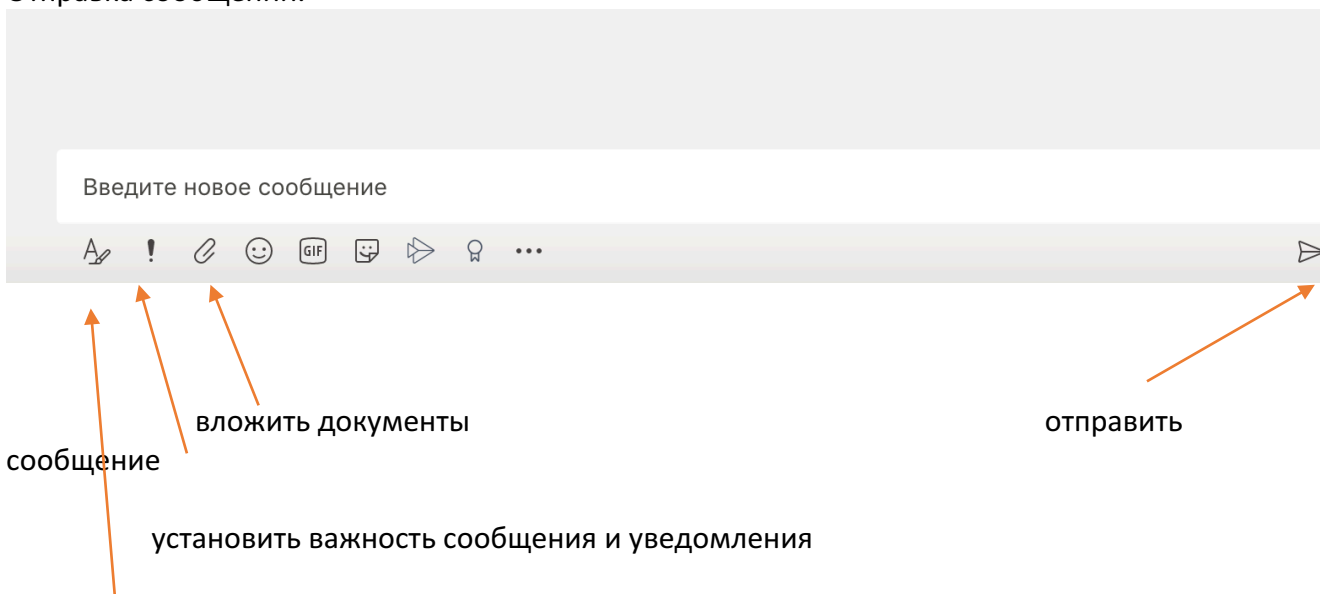 Отправка сообщений:
Введите новое сообщение
GIF
вложить документы отправить
сообщение
установить важность сообщения и уведомления